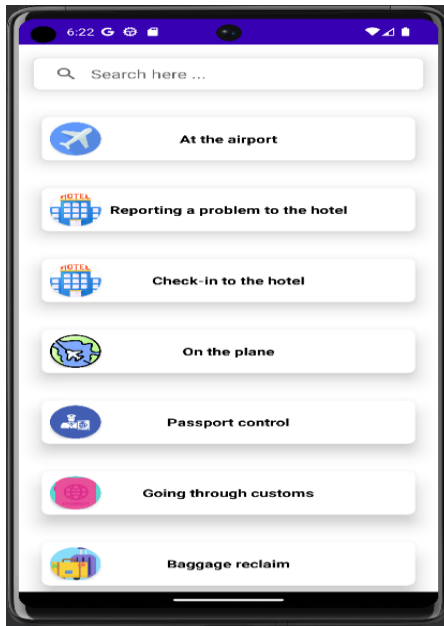 6:22 G
Search here ...
At the airport
HOTEL
Reporting a problem to the hotel
HOTEL
Check-in to the hotel
On the plane
Passport control
Going through customs
Baggage reclaim